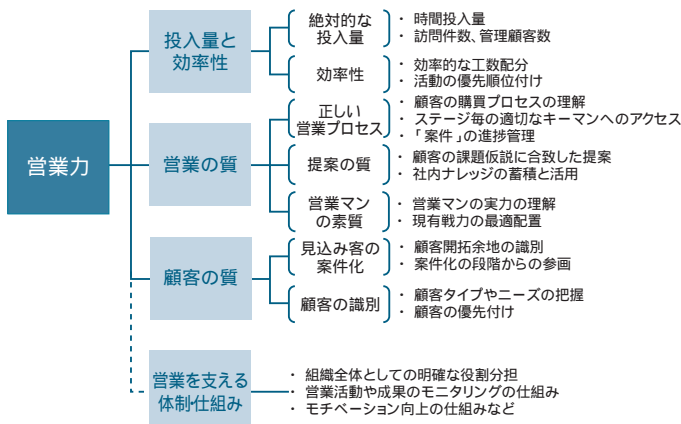 営業力
投入量と
効率性
絶対的な
投入量
・ 時間投入量
・ 訪問件数、管理顧客数
効率性
・ 効率的な工数配分
・ 活動の優先順位付け
営業の質
正しい
営業プロセス
・ 顧客の購買プロセスの理解
・ ステージ毎の適切なキーマンへのアクセス
・ 「案件」の進捗管理
提案の質
・ 顧客の課題仮説に合致した提案
・ 社内ナレッジの蓄積と活用
営業マン
の素質
・ 営業マンの実力の理解
・ 現有戦力の最適配置
顧客の質
見込み客の
案件化
・ 顧客開拓余地の識別
・ 案件化の段階からの参画
顧客の識別
・ 顧客タイプやニーズの把握
・ 顧客の優先付け
営業を支える
体制・仕組み
・ 組織全体としての明確な役割分担
・ 営業活動や成果のモニタリングの仕組み
・ モチベーション向上の仕組みなど